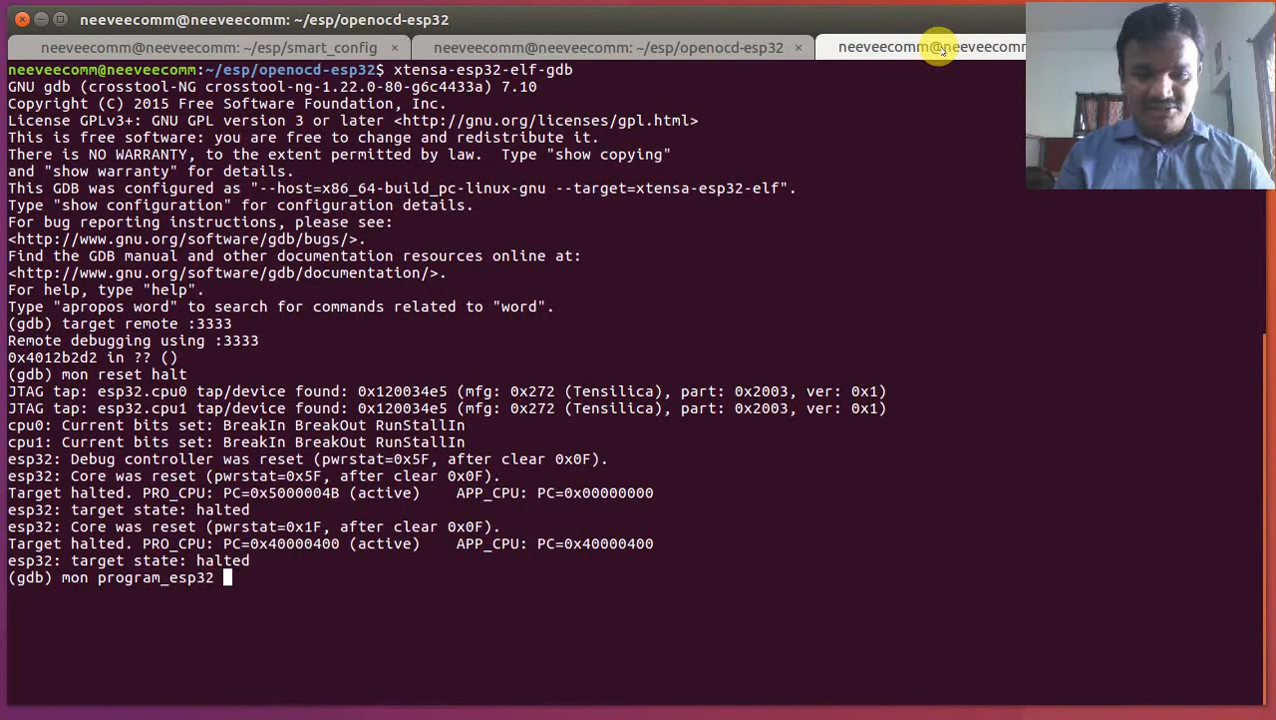 neeveecomm@neeveecomm: ~/esp/openocd-esp32
neeveecomm@neeveecomm: ~/esp/smart_config × neeveecomm@neeveecomm: ~/esp/openocd-esp32 × neeveecomm@neeveecomm
neeveecomm@neeveecomm:~/esp/openocd-esp32$ xtensa-esp32-elf-gdb
GNU gdb (crosstool-NG crosstool-ng-1.22.0-80-g6c4433a) 7.10
Copyright (C) 2015 Free Software Foundation, Inc.
License GPLv3+: GNU GPL version 3 or later <http://gnu.org/licenses/gpl.html>
This is free software: you are free to change and redistribute it.
There is NO WARRANTY, to the extent permitted by law.  Type "show copying"
and "show warranty" for details.
This GDB was configured as "--host=x86_64-build_pc-linux-gnu --target=xtensa-esp32-elf".
Type "show configuration" for configuration details.
For bug reporting instructions, please see:
<http://www.gnu.org/software/gdb/bugs/>.
Find the GDB manual and other documentation resources online at:
<http://www.gnu.org/software/gdb/documentation/>.
For help, type "help".
Type "apropos word" to search for commands related to "word".
(gdb) target remote :3333
Remote debugging using :3333
0x4012b2d2 in ?? ()
(gdb) mon reset halt
JTAG tap: esp32.cpu0 tap/device found: 0x120034e5 (mfg: 0x272 (Tensilica), part: 0x2003, ver: 0x1)
JTAG tap: esp32.cpu1 tap/device found: 0x120034e5 (mfg: 0x272 (Tensilica), part: 0x2003, ver: 0x1)
cpu0: Current bits set: BreakIn BreakOut RunStallIn
cpu1: Current bits set: BreakIn BreakOut RunStallIn
esp32: Debug controller was reset (pwrstat=0x5F, after clear 0x0F).
esp32: Core was reset (pwrstat=0x5F, after clear 0x0F).
Target halted. PRO_CPU: PC=0x5000004B (active)    APP_CPU: PC=0x00000000
esp32: target state: halted
esp32: Core was reset (pwrstat=0x1F, after clear 0x0F).
Target halted. PRO_CPU: PC=0x40000400 (active)    APP_CPU: PC=0x40000400
esp32: target state: halted
(gdb) mon program_esp32